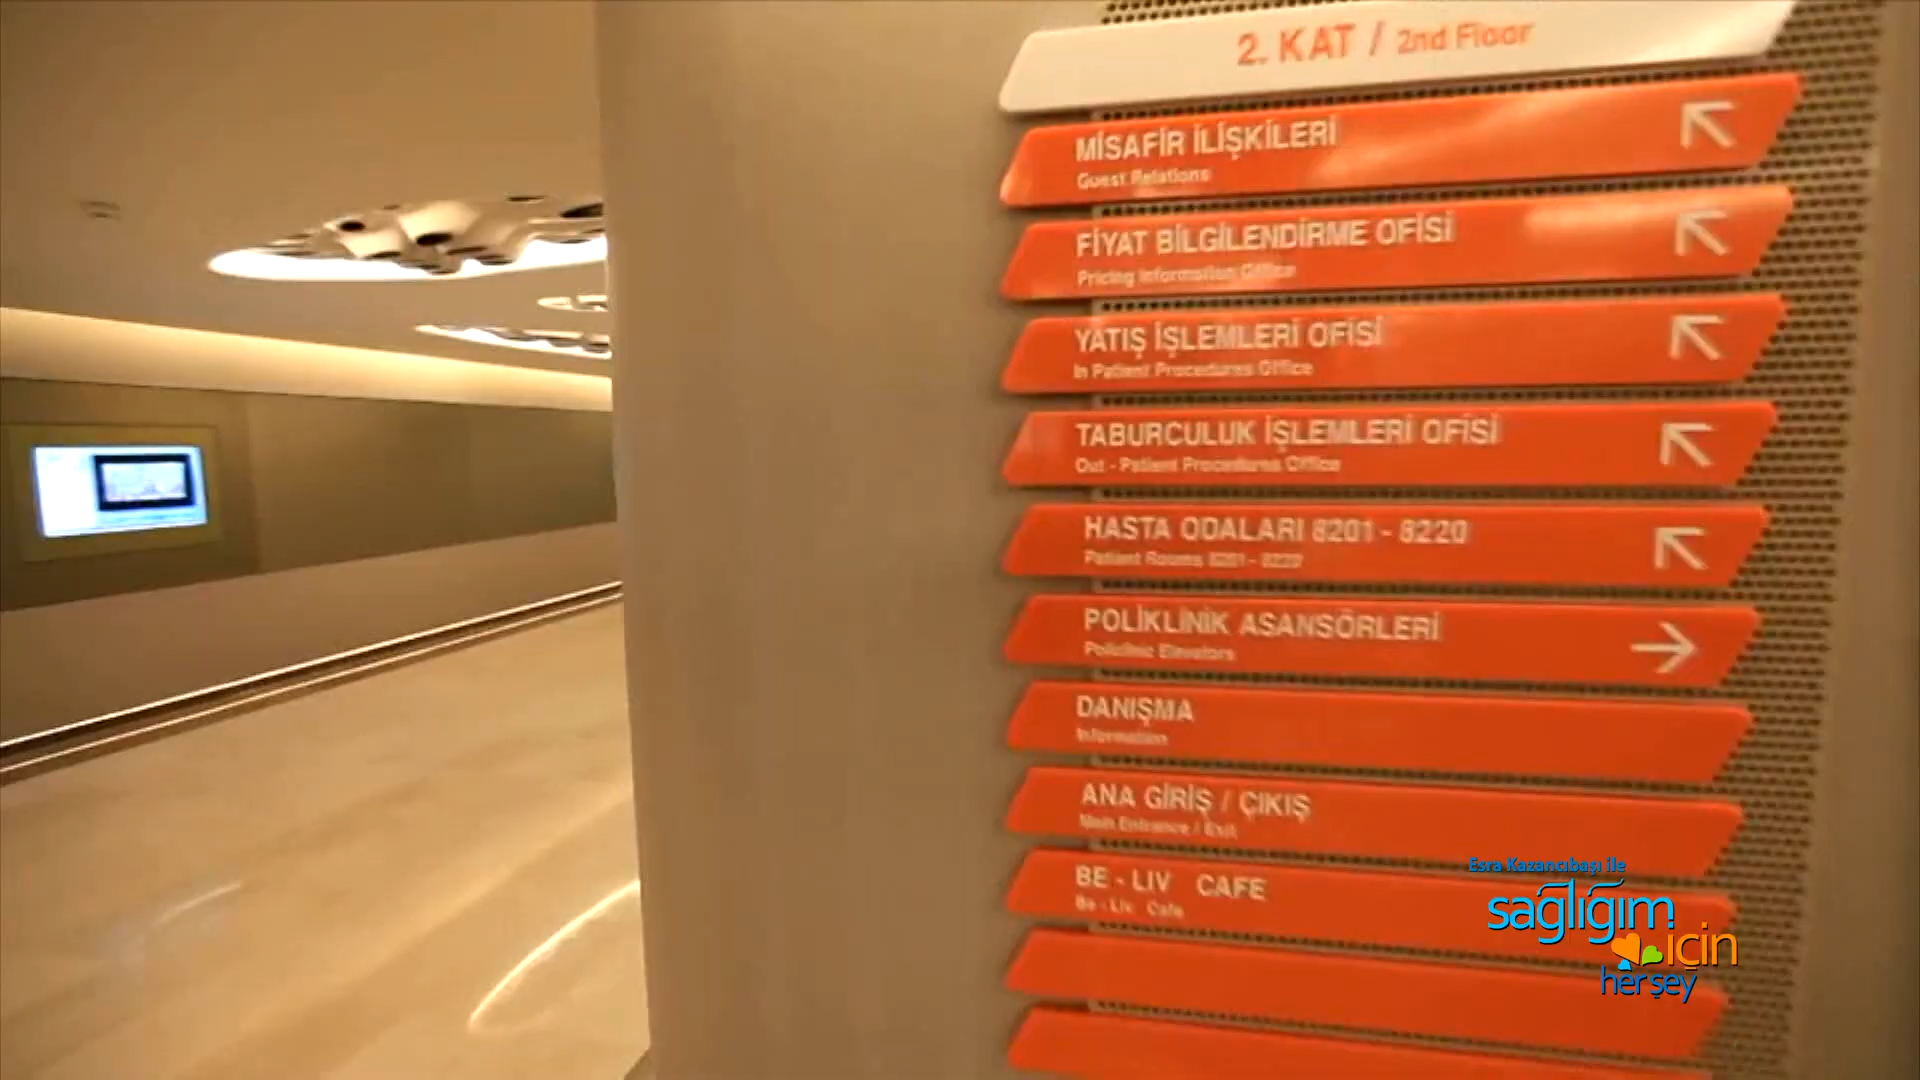 2. KAT / 2nd Floor
MİSAFİR İLİŞKİLERİ
Guest Relations
FİYAT BİLGİLENDİRME OFİSİ
Pricing Information Office
YATIŞ İŞLEMLERİ OFİSİ
In Patient Procedures Office
TABURCULUK İŞLEMLERİ OFİSİ
Out - Patient Procedures Office
HASTA ODALARI 8201 - 8220
Patient Rooms 8201 - 8220
POLİKLİNİK ASANSÖRLERİ
Policlinic Elevators
DANIŞMA
Information
ANA GİRİŞ / ÇIKIŞ
Main Entrance / Exit
BE - LIV CAFE
Be - Liv Cafe
Esra Kazancıbaşı ile
sağlığım
için
herşey